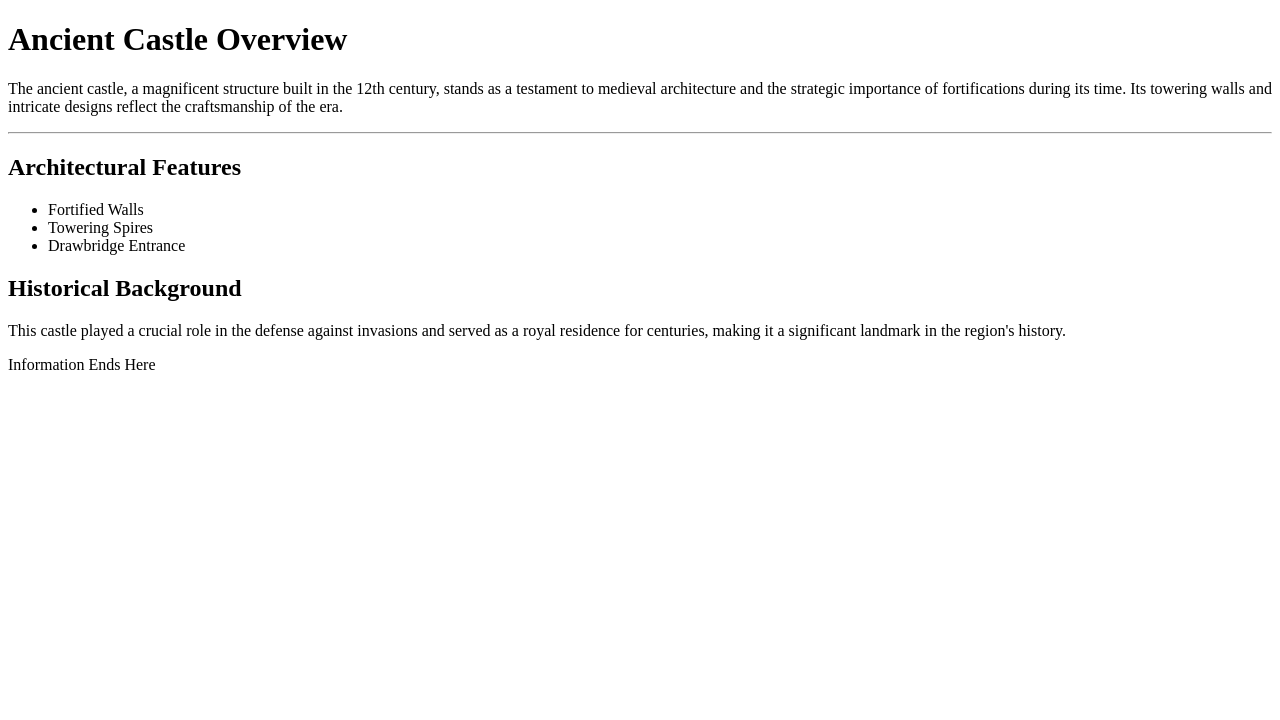 Ancient Castle Overview
The ancient castle, a magnificent structure built in the 12th century, stands as a testament to medieval architecture and the strategic importance of fortifications during its time. Its towering walls and
intricate designs reflect the craftsmanship of the era.
Architectural Features
Fortified Walls
Towering Spires
Drawbridge Entrance
Historical Background
This castle played a crucial role in the defense against invasions and served as a royal residence for centuries, making it a significant landmark in the region's history.
Information Ends Here